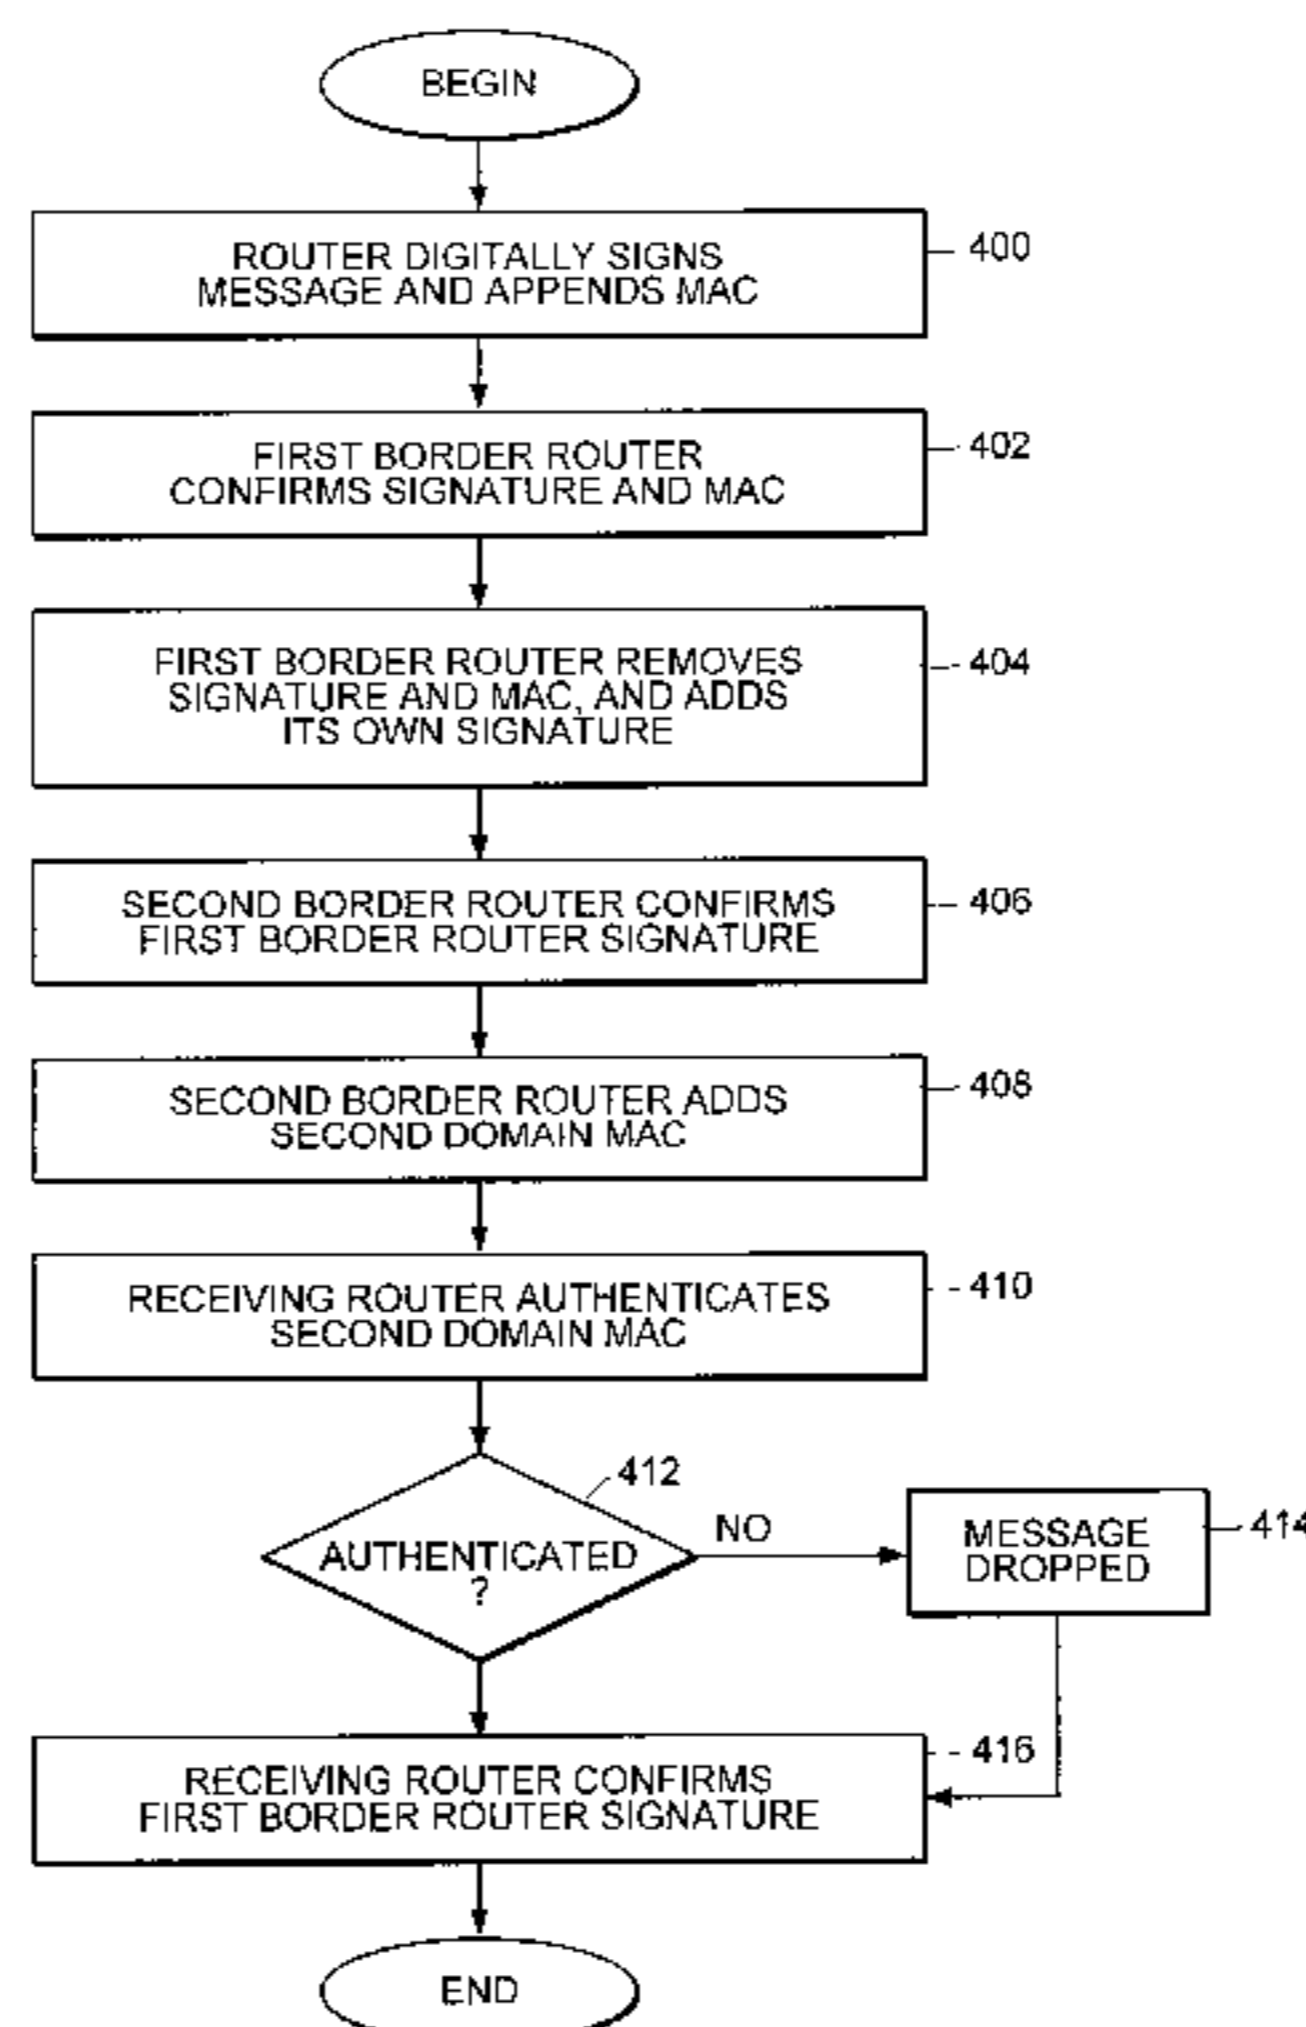 BEGIN
ROUTER DIGITALLY SIGNS
MESSAGE AND APPENDS MAC
400
FIRST BORDER ROUTER
CONFIRMS SIGNATURE AND MAC
402
FIRST BORDER ROUTER REMOVES
SIGNATURE AND MAC, AND ADDS
ITS OWN SIGNATURE
404
SECOND BORDER ROUTER CONFIRMS
FIRST BORDER ROUTER SIGNATURE
406
SECOND BORDER ROUTER ADDS
SECOND DOMAIN MAC
408
RECEIVING ROUTER AUTHENTICATES
SECOND DOMAIN MAC
410
412
AUTHENTICATED
?
NO
MESSAGE
DROPPED
414
RECEIVING ROUTER CONFIRMS
FIRST BORDER ROUTER SIGNATURE
416
END